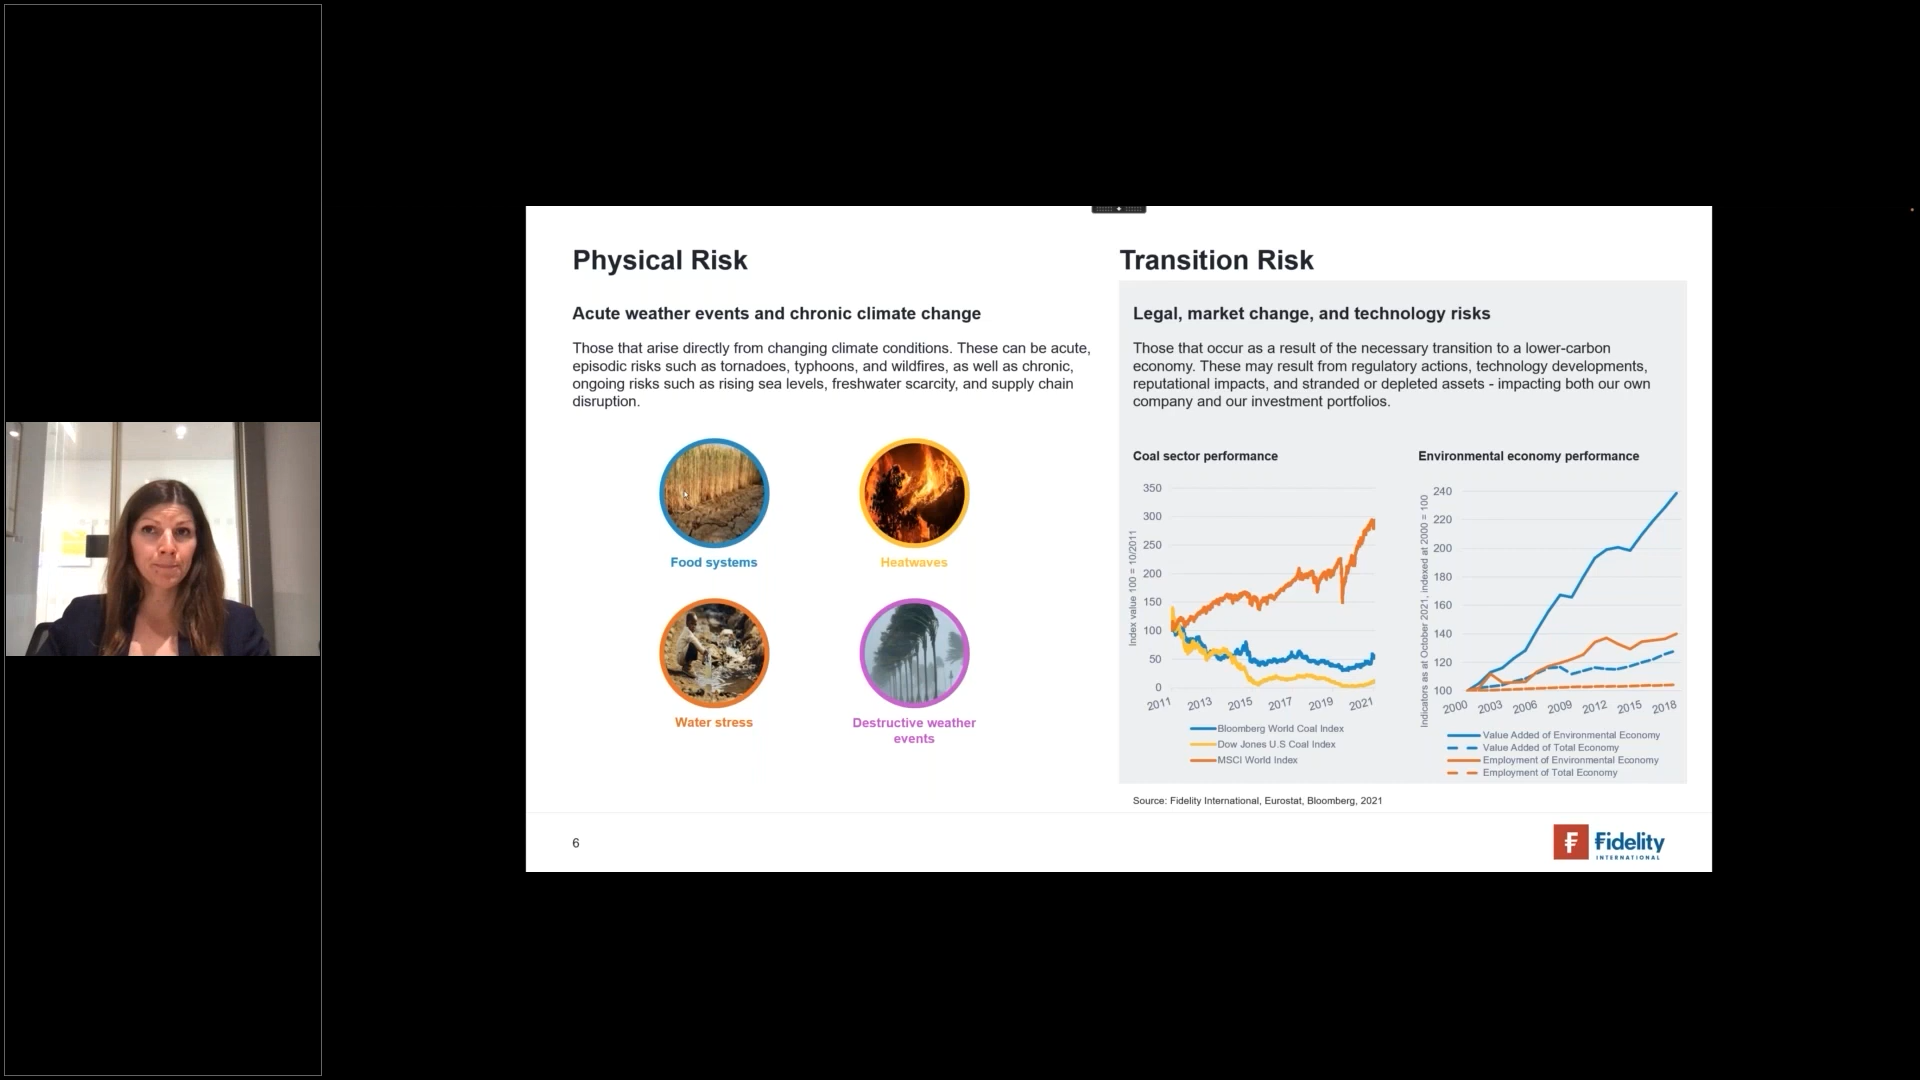 Physical Risk
Acute weather events and chronic climate change
Those that arise directly from changing climate conditions. These can be acute,
episodic risks such as tornadoes, typhoons, and wildfires, as well as chronic,
ongoing risks such as rising sea levels, freshwater scarcity, and supply chain
disruption.
Food systems
Heatwaves
Water stress
Destructive weather
events
Transition Risk
Legal, market change, and technology risks
Those that occur as a result of the necessary transition to a lower-carbon
economy. These may result from regulatory actions, technology developments,
reputational impacts, and stranded or depleted assets - impacting both our own
company and our investment portfolios.
Coal sector performance
Index value 100 = 10/2011
350
300
250
200
150
100
50
0
2011 2013 2015 2017 2019 2021
Bloomberg World Coal Index
Dow Jones U.S Coal Index
MSCI World Index
Environmental economy performance
Indicators as at October 2021, indexed at 2000 = 100
240
220
200
180
160
140
120
100
2000 2003 2006 2009 2012 2015 2018
Value Added of Environmental Economy
Value Added of Total Economy
Employment of Environmental Economy
Employment of Total Economy
Source: Fidelity International, Eurostat, Bloomberg, 2021
6
F Fidelity
INTERNATIONAL